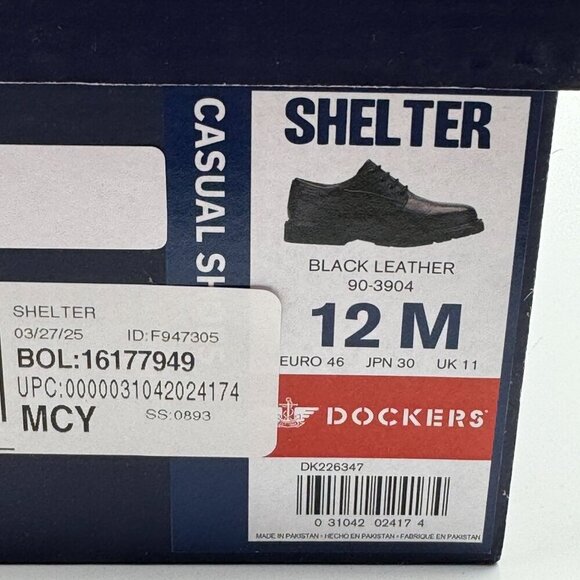 CASUAL SH
SHELTER
BLACK LEATHER
90-3904
12 M
EURO 46 JPN 30 UK 11
DOCKERS®
DK226347
0 31042 02417 4
MADE IN PAKISTAN • HECHO EN PAKISTAN • FABRIQUE EN PAKISTAN
SHELTER
03/27/25 ID:F947305
BOL:16177949
UPC:0000031042024174
MCY SS:0893